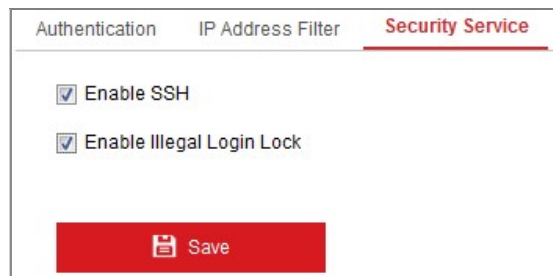 Authentication IP Address Filter Security Service
Enable SSH
Enable Illegal Login Lock
Save